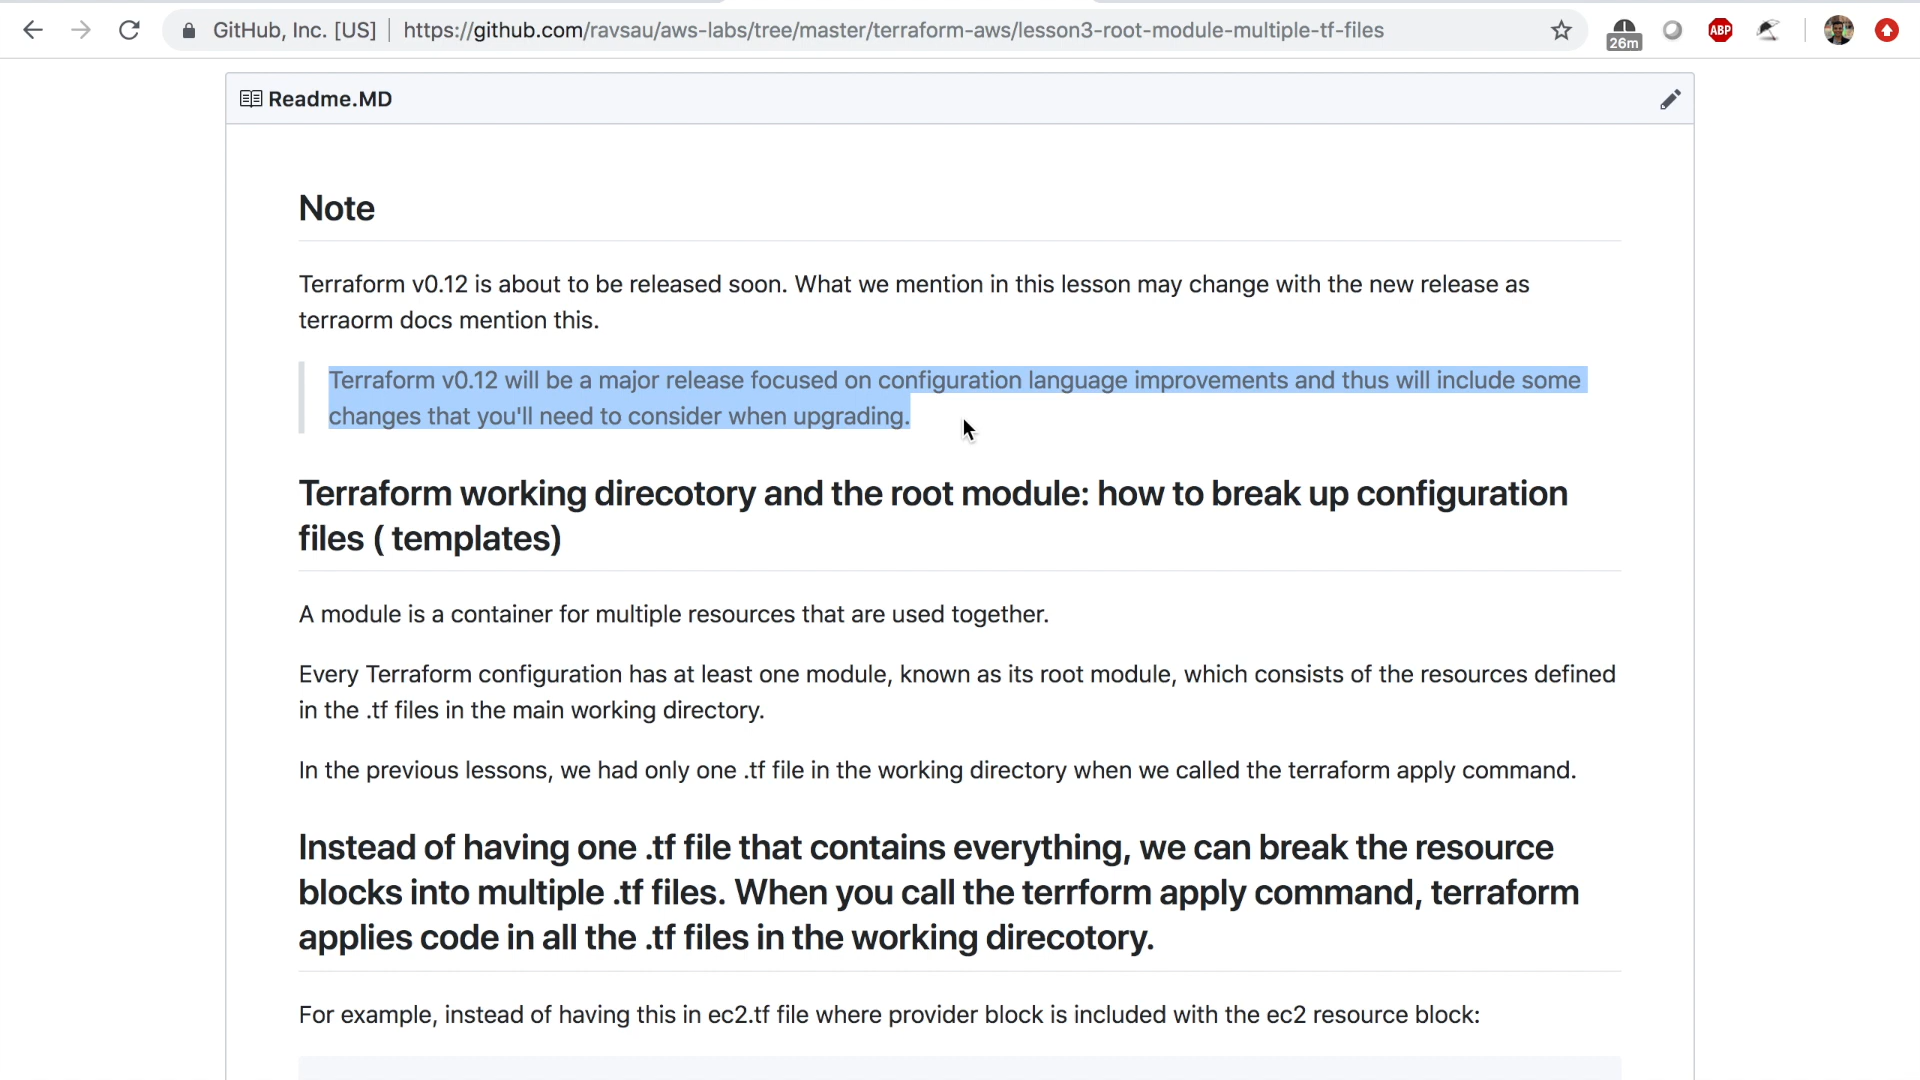 GitHub, Inc. [US] https://github.com/ravsau/aws-labs/tree/master/terraform-aws/lesson3-root-module-multiple-tf-files
26m
ABP
Readme.MD
Note
Terraform v0.12 is about to be released soon. What we mention in this lesson may change with the new release as
terraorm docs mention this.
Terraform v0.12 will be a major release focused on configuration language improvements and thus will include some
changes that you'll need to consider when upgrading.
Terraform working direcotory and the root module: how to break up configuration
files ( templates)
A module is a container for multiple resources that are used together.
Every Terraform configuration has at least one module, known as its root module, which consists of the resources defined
in the .tf files in the main working directory.
In the previous lessons, we had only one .tf file in the working directory when we called the terraform apply command.
Instead of having one .tf file that contains everything, we can break the resource
blocks into multiple .tf files. When you call the terrform apply command, terraform
applies code in all the .tf files in the working direcotory.
For example, instead of having this in ec2.tf file where provider block is included with the ec2 resource block: